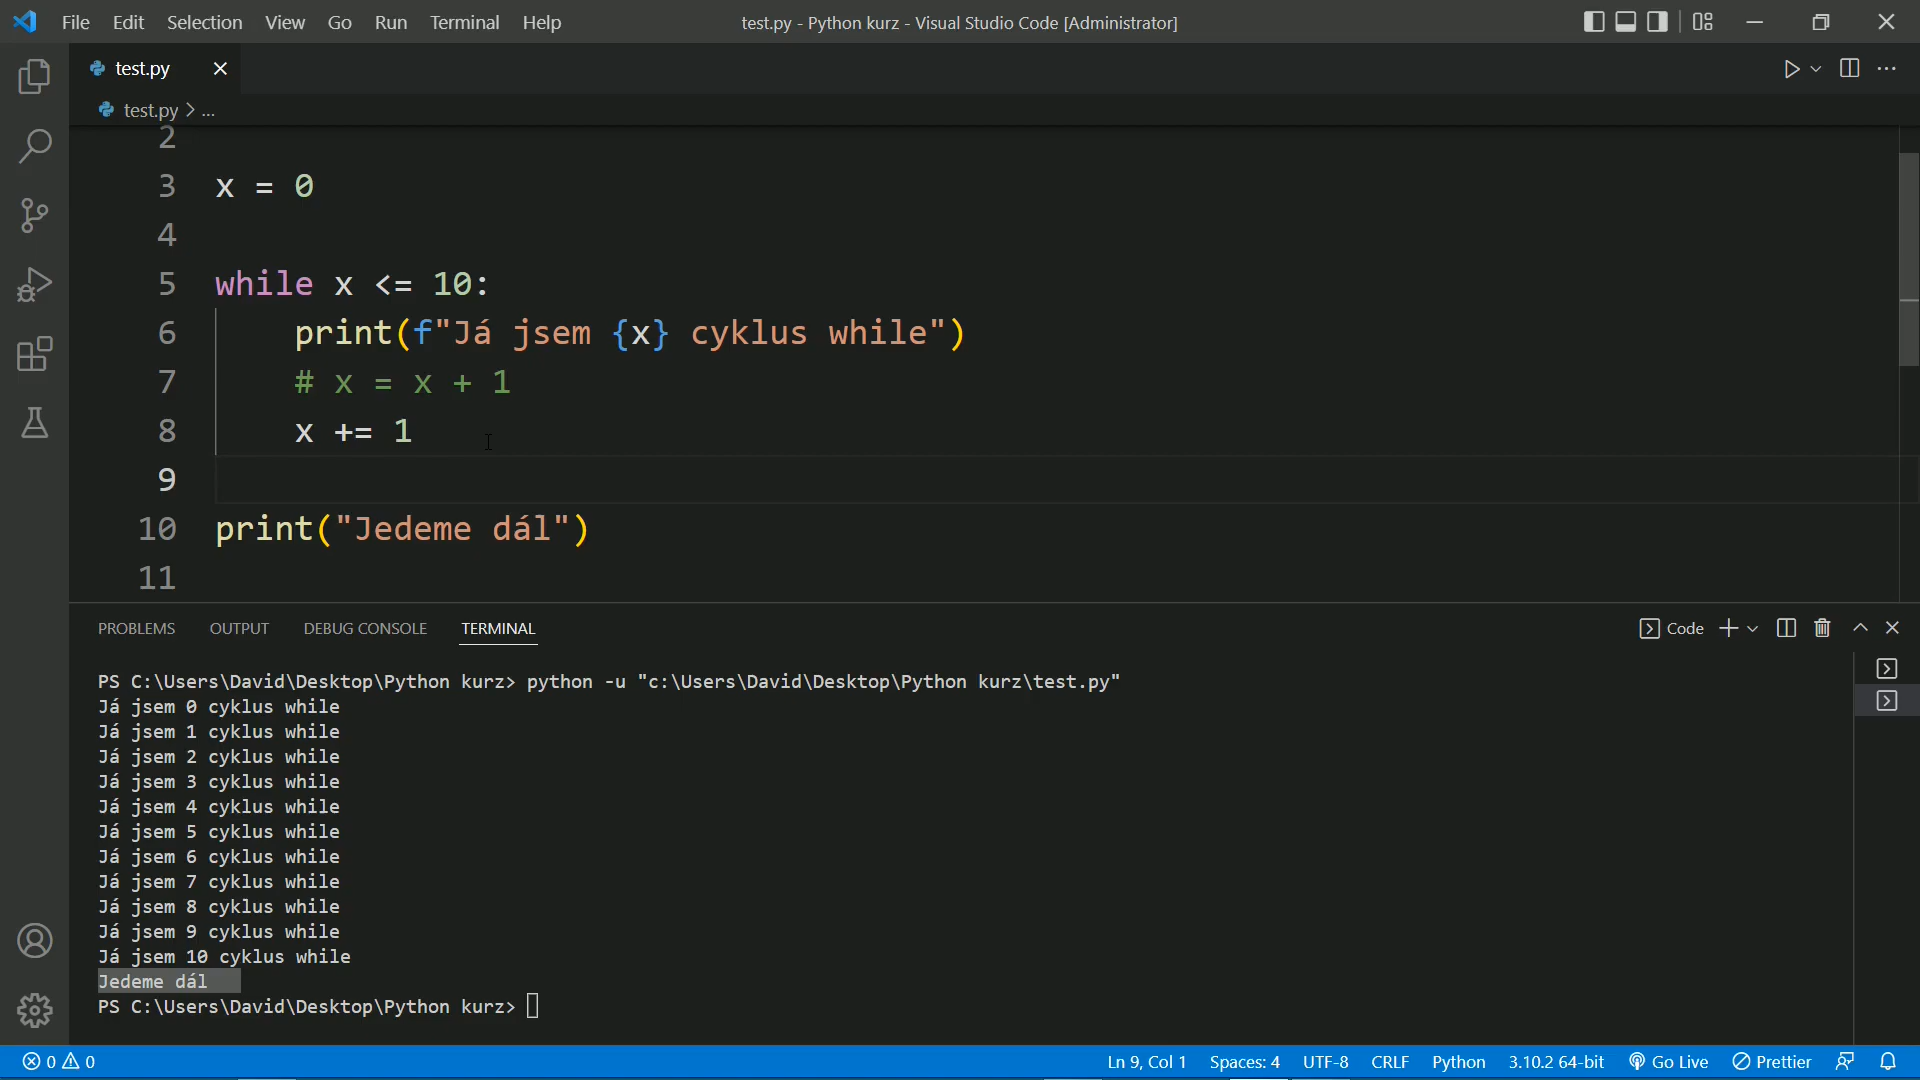 File Edit Selection View Go Run Terminal Help test.py - Python kurz - Visual Studio Code [Administrator]
test.py
test.py > ...
2
3 x = 0
4
5 while x <= 10:
6     print(f"Já jsem {x} cyklus while")
7     # x = x + 1
8     x += 1
9
10 print("Jedeme dál")
11
PROBLEMS OUTPUT DEBUG CONSOLE TERMINAL Code
PS C:\Users\David\Desktop\Python kurz> python -u "c:\Users\David\Desktop\Python kurz\test.py"
Já jsem 0 cyklus while
Já jsem 1 cyklus while
Já jsem 2 cyklus while
Já jsem 3 cyklus while
Já jsem 4 cyklus while
Já jsem 5 cyklus while
Já jsem 6 cyklus while
Já jsem 7 cyklus while
Já jsem 8 cyklus while
Já jsem 9 cyklus while
Já jsem 10 cyklus while
Jedeme dál
PS C:\Users\David\Desktop\Python kurz>
0 0 Ln 9, Col 1 Spaces: 4 UTF-8 CRLF Python 3.10.2 64-bit Go Live Prettier